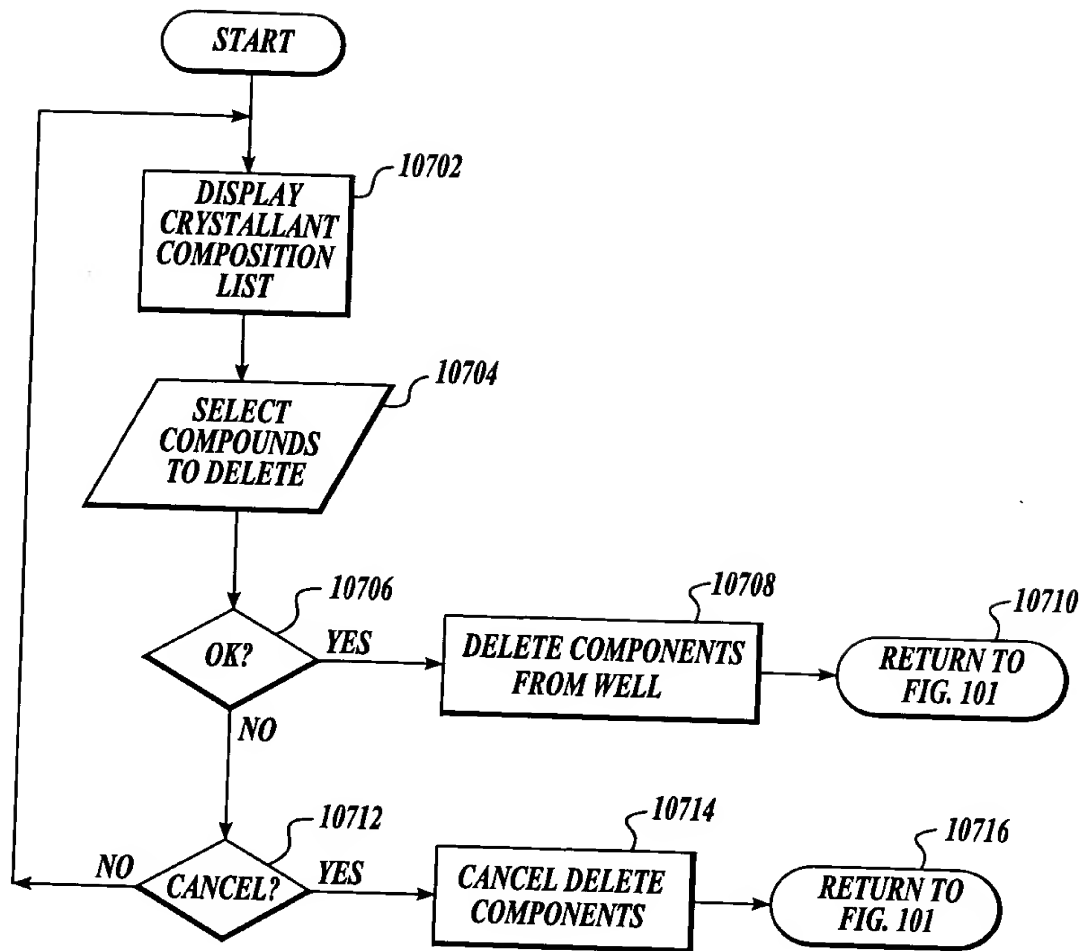 START
10702
DISPLAY
CRYSTALLANT
COMPOSITION
LIST
10704
SELECT
COMPOUNDS
TO DELETE
10706
OK?
YES
NO
10708
DELETE COMPONENTS
FROM WELL
10710
RETURN TO
FIG. 101
10712
NO
CANCEL?
YES
10714
CANCEL DELETE
COMPONENTS
10716
RETURN TO
FIG. 101